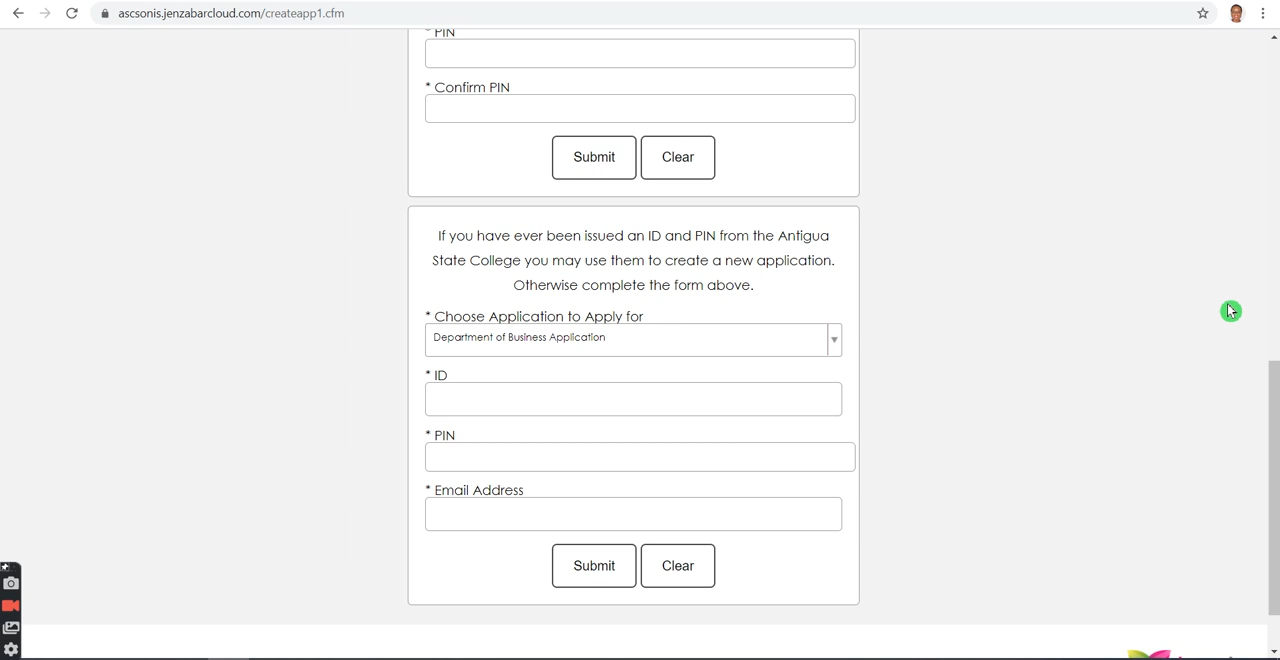 ascsonis.jenzabarcloud.com/createapp1.cfm
* PIN
* Confirm PIN
Submit Clear
If you have ever been issued an ID and PIN from the Antigua
State College you may use them to create a new application.
Otherwise complete the form above.
* Choose Application to Apply for
Department of Business Application
* ID
* PIN
* Email Address
Submit Clear